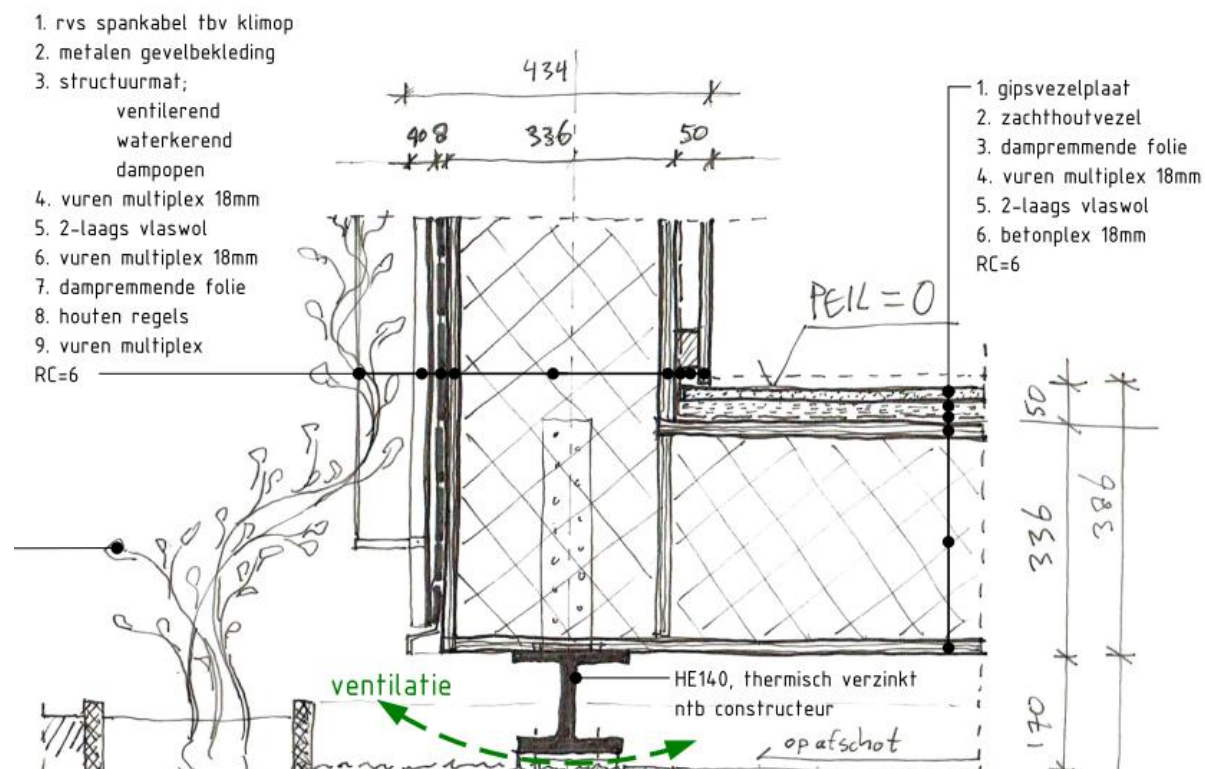 1. rvs spankabel tbv klimop
2. metalen gevelbekleding
3. structuurmat;
ventilerend
waterkerend
dampopen
4. vuren multiplex 18mm
5. 2-laags vlaswol
6. vuren multiplex 18mm
7. dampremmende folie
8. houten regels
9. vuren multiplex
RC=6
434
40 8 336 50
1. gipsvezelplaat
2. zachthoutvezel
3. dampremmende folie
4. vuren multiplex 18mm
5. 2-laags vlaswol
6. betonplex 18mm
RC=6
PEIL = 0
50
336
386
170
ventilatie
HE140, thermisch verzinkt
ntb constructeur
op afschot